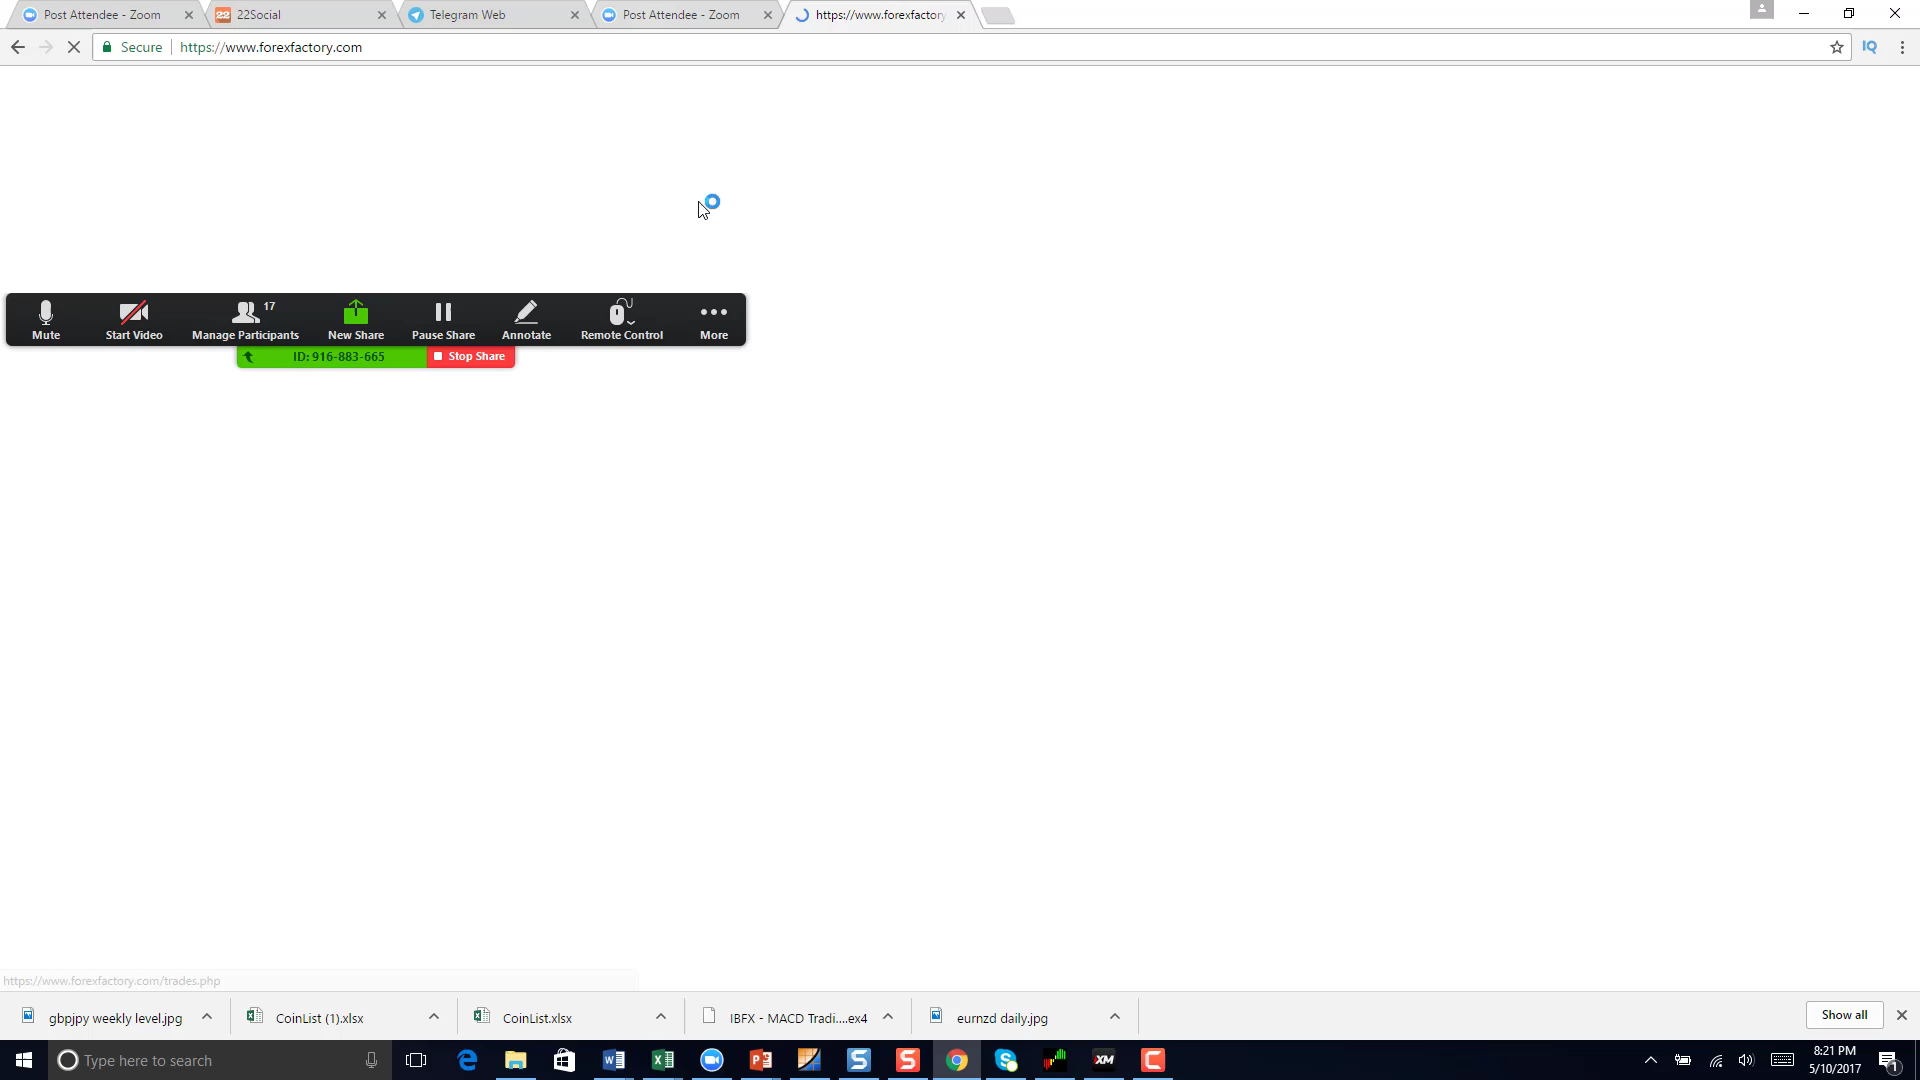 Post Attendee - Zoom
22Social
Telegram Web
Post Attendee - Zoom
https://www.forexfactory
Secure
https://www.forexfactory.com
IQ
Mute
Start Video
17
Manage Participants
New Share
Pause Share
Annotate
Remote Control
More
ID: 916-883-665
Stop Share
https://www.forexfactory.com/trades.php
gbpjpy weekly level.jpg
CoinList (1).xlsx
CoinList.xlsx
IBFX - MACD Tradi....ex4
eurnzd daily.jpg
Show all
Type here to search
XM
8:21 PM
5/10/2017
1